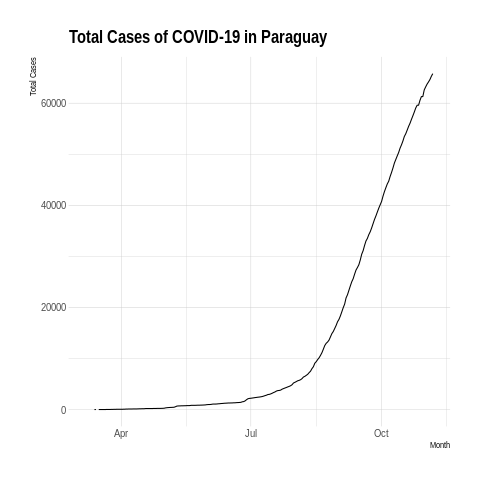 Total Cases of COVID-19 in Paraguay
Total Cases
60000
40000
20000
0
Apr
Jul
Oct
Month